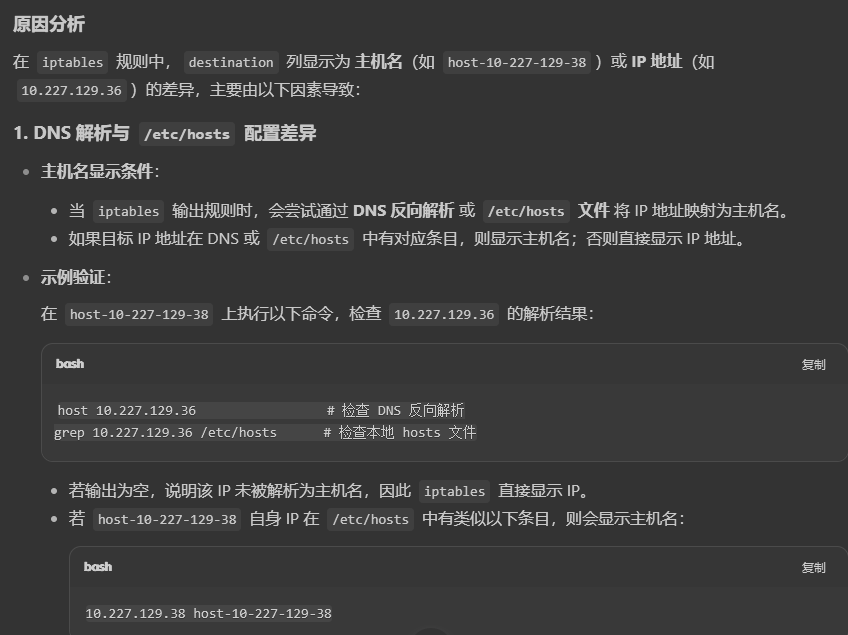 原因分析
在 iptables 规则中， destination 列显示为 主机名（如 host-10-227-129-38 ）或 IP 地址（如
10.227.129.36 ）的差异，主要由以下因素导致：
1. DNS 解析与 /etc/hosts 配置差异
主机名显示条件：
当 iptables 输出规则时，会尝试通过 DNS 反向解析 或 /etc/hosts 文件 将 IP 地址映射为主机名。
如果目标 IP 地址在 DNS 或 /etc/hosts 中有对应条目，则显示主机名；否则直接显示 IP 地址。
示例验证：
在 host-10-227-129-38 上执行以下命令，检查 10.227.129.36 的解析结果：
bash 复制
host 10.227.129.36 # 检查 DNS 反向解析
grep 10.227.129.36 /etc/hosts # 检查本地 hosts 文件
若输出为空，说明该 IP 未被解析为主机名，因此 iptables 直接显示 IP。
若 host-10-227-129-38 自身 IP 在 /etc/hosts 中有类似以下条目，则会显示主机名：
bash 复制
10.227.129.38 host-10-227-129-38